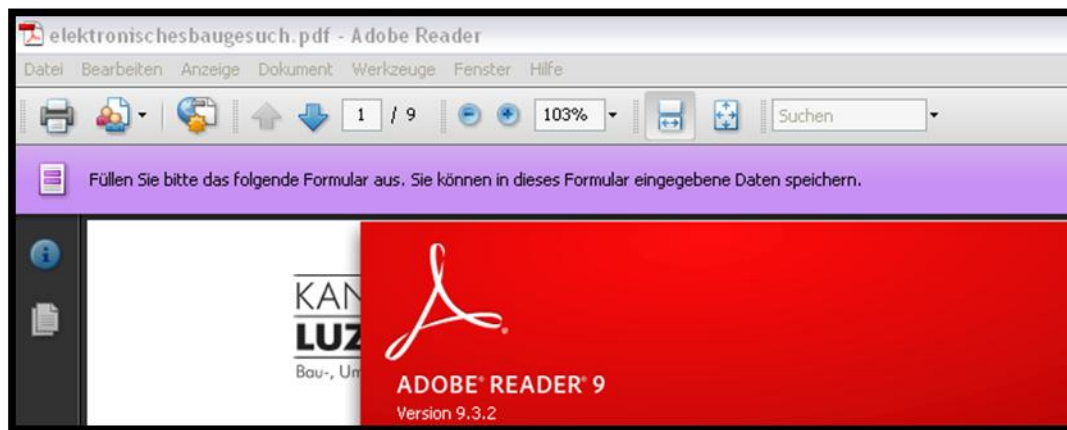 elektronischesbaugesuch.pdf - Adobe Reader
Datei Bearbeiten Anzeige Dokument Werkzeuge Fenster Hilfe
1 / 9 103% Suchen
Füllen Sie bitte das folgende Formular aus. Sie können in dieses Formular eingegebene Daten speichern.
KAN
LUZ
Bau-, Um
ADOBE® READER® 9
Version 9.3.2